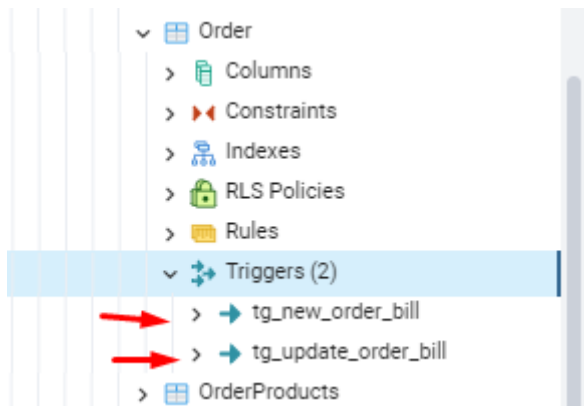 Order
Columns
Constraints
Indexes
RLS Policies
Rules
Triggers (2)
tg_new_order_bill
tg_update_order_bill
OrderProducts